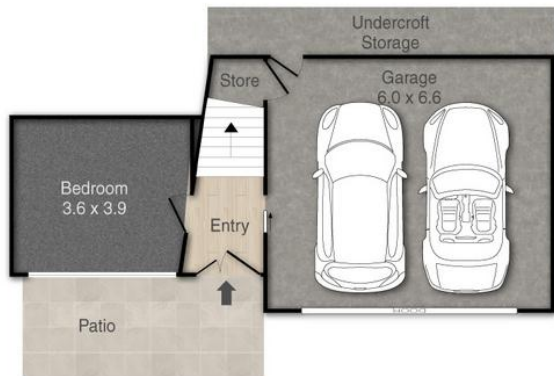 Undercroft
Storage
Store
Garage
6.0 x 6.6
Bedroom
3.6 x 3.9
Entry
Patio